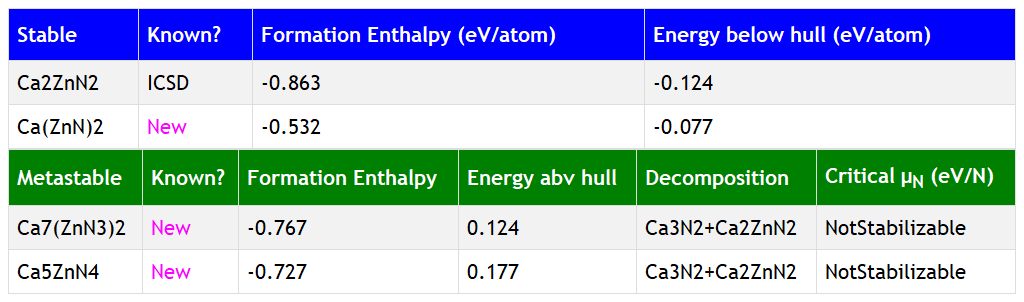 Stable Known? Formation Enthalpy (eV/atom) Energy below hull (eV/atom)
Ca2ZnN2 ICSD -0.863 -0.124
Ca(ZnN)2 New -0.532 -0.077
Metastable Known? Formation Enthalpy Energy abv hull Decomposition Critical μN (eV/N)
Ca7(ZnN3)2 New -0.767 0.124 Ca3N2+Ca2ZnN2 NotStabilizable
Ca5ZnN4 New -0.727 0.177 Ca3N2+Ca2ZnN2 NotStabilizable